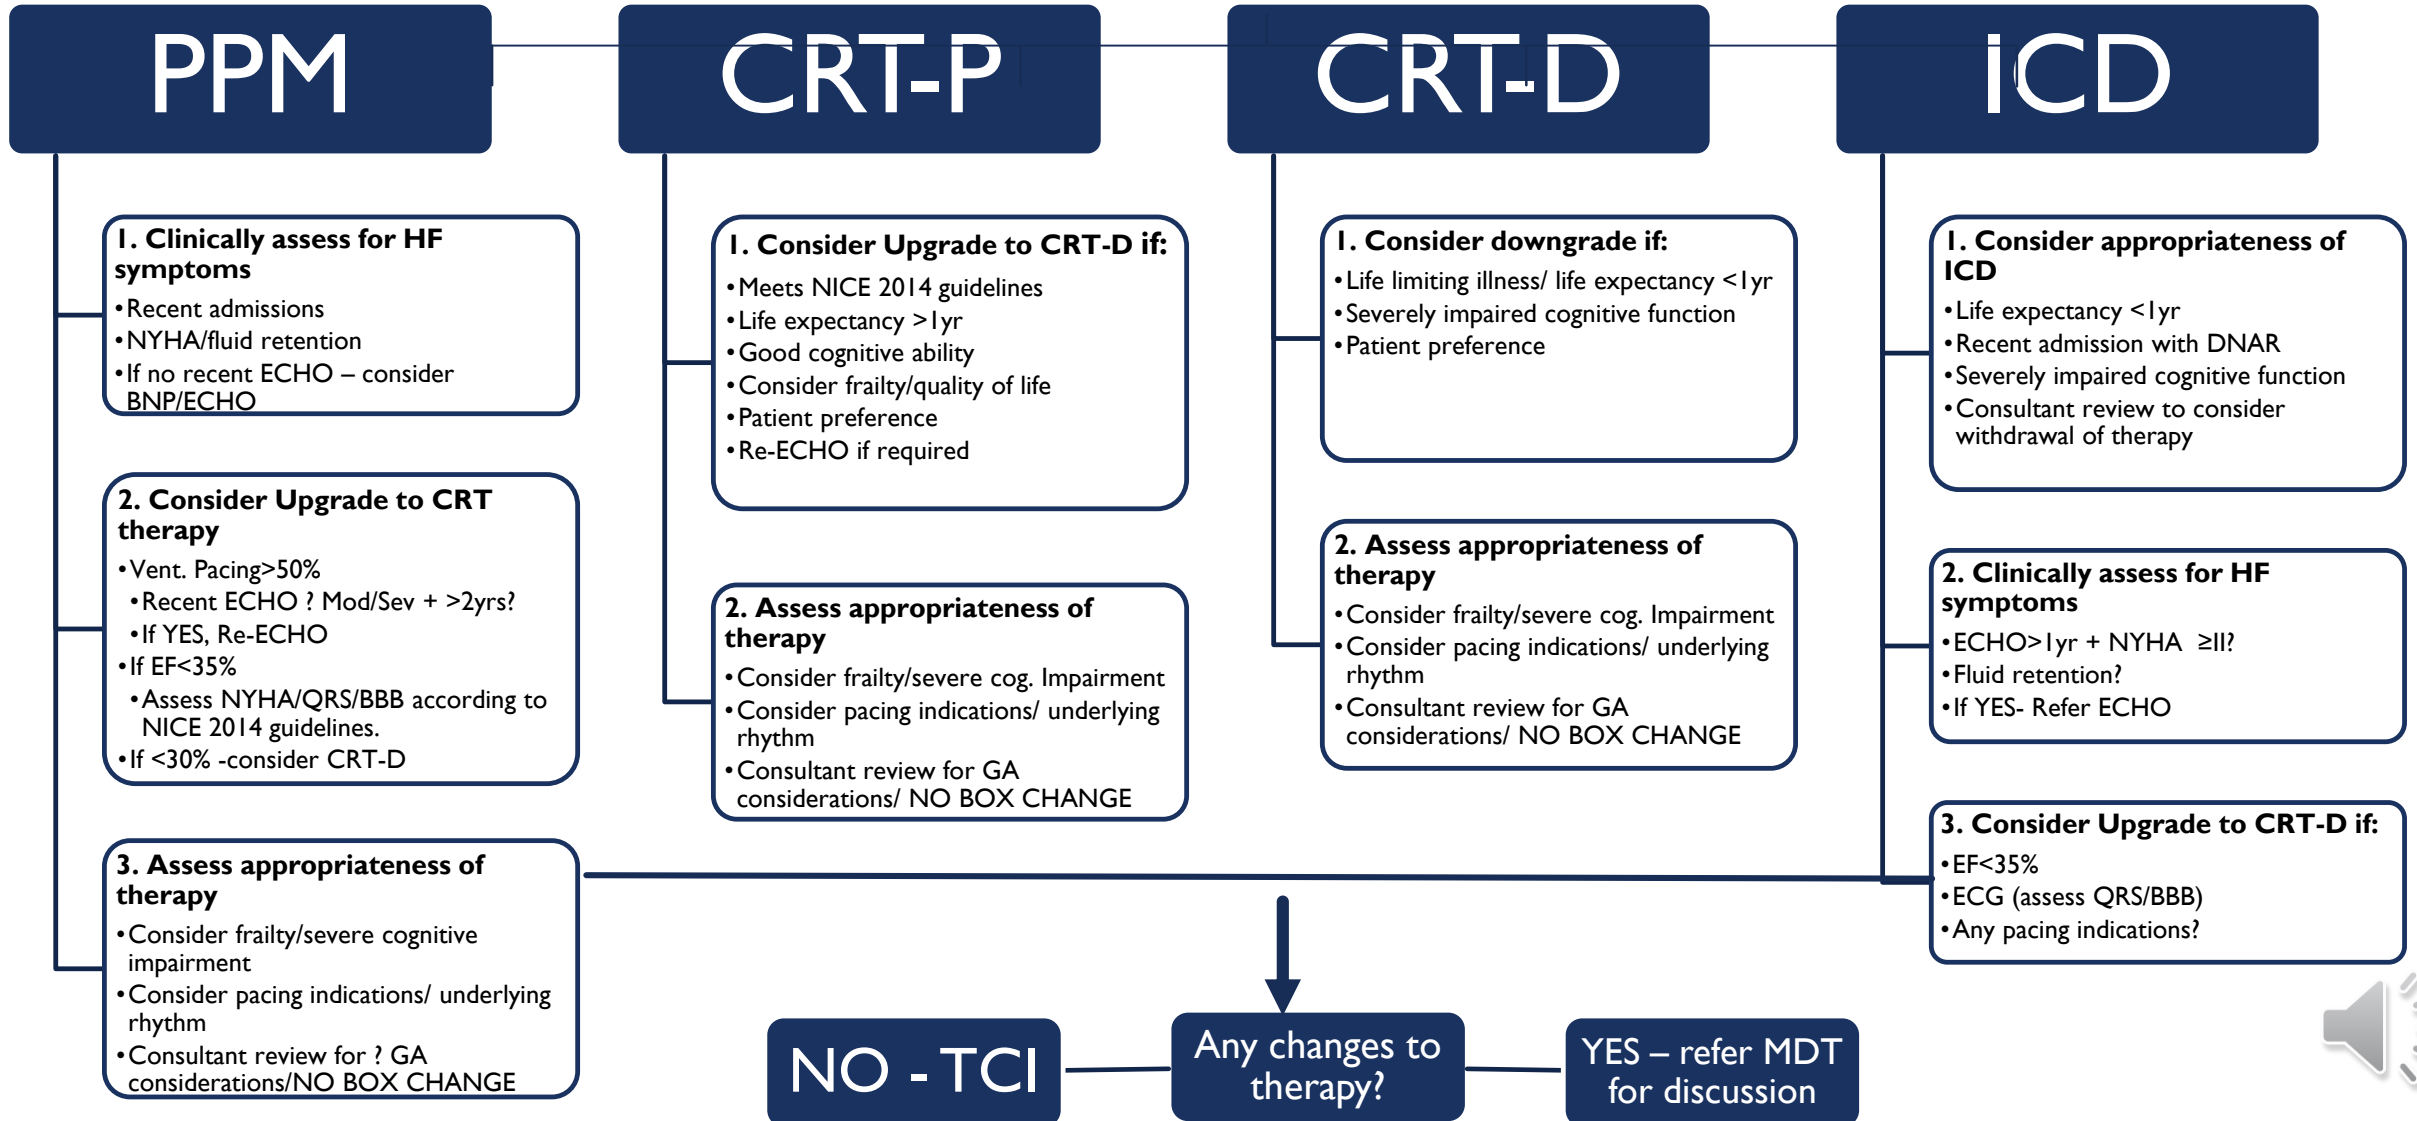 PPM
1. Clinically assess for HF
symptoms
•Recent admissions
•NYHA/fluid retention
•If no recent ECHO – consider
BNP/ECHO
2. Consider Upgrade to CRT
therapy
•Vent. Pacing>50%
•Recent ECHO ? Mod/Sev + >2yrs?
•If YES, Re-ECHO
•If EF<35%
•Assess NYHA/QRS/BBB according to
NICE 2014 guidelines.
•If <30% -consider CRT-D
3. Assess appropriateness of
therapy
•Consider frailty/severe cognitive
impairment
•Consider pacing indications/ underlying
rhythm
•Consultant review for ? GA
considerations/NO BOX CHANGE
CRT-P
1. Consider Upgrade to CRT-D if:
•Meets NICE 2014 guidelines
•Life expectancy >1yr
•Good cognitive ability
•Consider frailty/quality of life
•Patient preference
•Re-ECHO if required
2. Assess appropriateness of
therapy
•Consider frailty/severe cog. Impairment
•Consider pacing indications/ underlying
rhythm
•Consultant review for GA
considerations/ NO BOX CHANGE
CRT-D
1. Consider downgrade if:
•Life limiting illness/ life expectancy <1yr
•Severely impaired cognitive function
•Patient preference
2. Assess appropriateness of
therapy
•Consider frailty/severe cog. Impairment
•Consider pacing indications/ underlying
rhythm
•Consultant review for GA
considerations/ NO BOX CHANGE
ICD
1. Consider appropriateness of
ICD
•Life expectancy <1yr
•Recent admission with DNAR
•Severely impaired cognitive function
•Consultant review to consider
withdrawal of therapy
2. Clinically assess for HF
symptoms
•ECHO>1yr + NYHA ≥II?
•Fluid retention?
•If YES- Refer ECHO
3. Consider Upgrade to CRT-D if:
•EF<35%
•ECG (assess QRS/BBB)
•Any pacing indications?
NO - TCI
Any changes to
therapy?
YES – refer MDT
for discussion